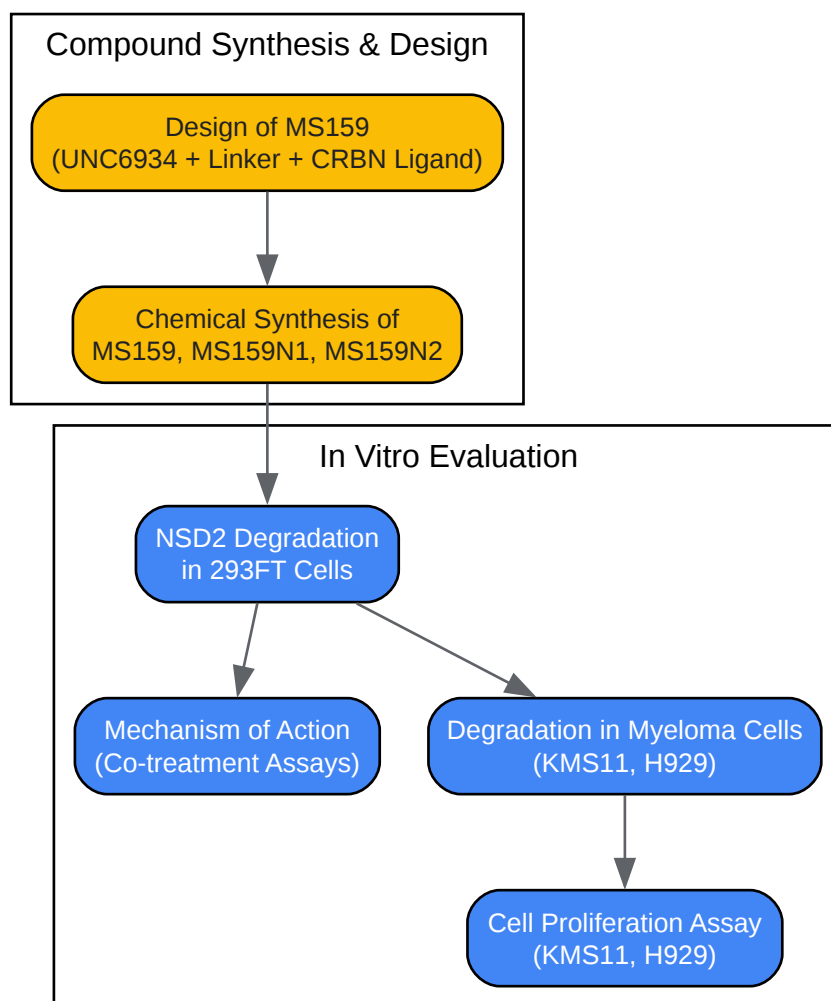 Compound Synthesis & Design
Design of MS159
(UNC6934 + Linker + CRBN Ligand)
Chemical Synthesis of
MS159, MS159N1, MS159N2
In Vitro Evaluation
NSD2 Degradation
in 293FT Cells
Mechanism of Action
(Co-treatment Assays)
Degradation in Myeloma Cells
(KMS11, H929)
Cell Proliferation Assay
(KMS11, H929)